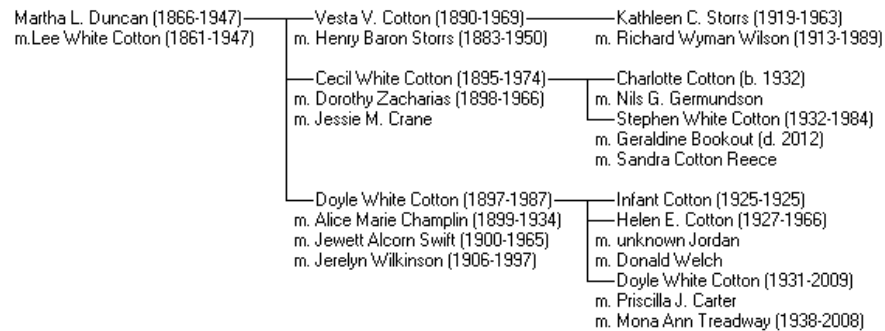 Martha L. Duncan (1866-1947) Vesta V. Cotton (1890-1969) Kathleen C. Storrs (1919-1963)
m.Lee White Cotton (1861-1947) m. Henry Baron Storrs (1883-1950) m. Richard Wyman Wilson (1913-1989)
Cecil White Cotton (1895-1974) Charlotte Cotton (b. 1932)
m. Dorothy Zacharias (1898-1966) m. Nils G. Germundson
m. Jessie M. Crane Stephen White Cotton (1932-1984)
m. Geraldine Bookout (d. 2012)
m. Sandra Cotton Reece
Doyle White Cotton (1897-1987) Infant Cotton (1925-1925)
m. Alice Marie Champlin (1899-1934) Helen E. Cotton (1927-1966)
m. Jewett Alcorn Swift (1900-1965) m. unknown Jordan
m. Jerelyn Wilkinson (1906-1997) m. Donald Welch
Doyle White Cotton (1931-2009)
m. Priscilla J. Carter
m. Mona Ann Treadway (1938-2008)